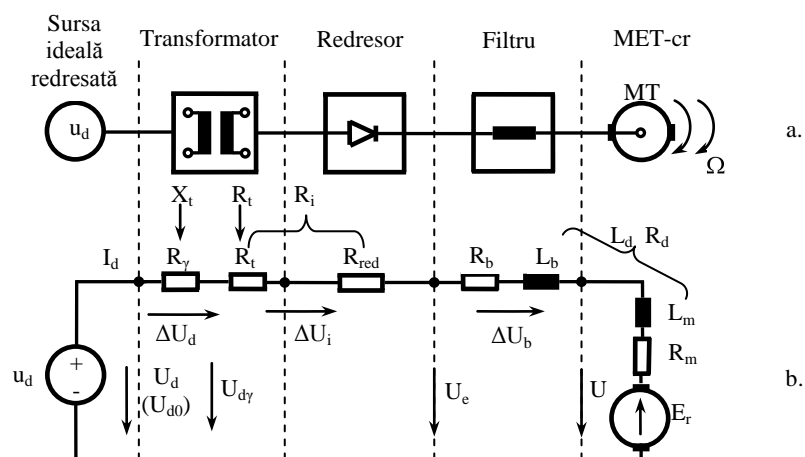 Sursa
ideală
redresată
Transformator
Redresor
Filtru
MET-cr
MT
u_d
a.
Ω
X_t
R_t
R_i
L_d R_d
I_d
R_γ
R_t
R_red
R_b
L_b
L_m
ΔU_d
ΔU_i
ΔU_b
R_m
u_d
+
-
U_d
(U_d0)
U_dγ
U_e
U
E_r
b.